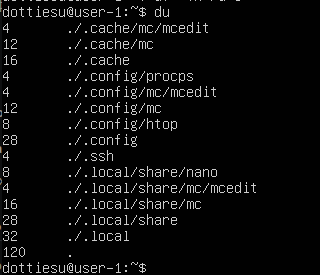 dottiesu@user-1:~$ du
4 ./.cache/mc/mcedit
12 ./.cache/mc
16 ./.cache
4 ./.config/procps
4 ./.config/mc/mcedit
12 ./.config/mc
8 ./.config/htop
28 ./.config
4 ./.ssh
8 ./.local/share/nano
4 ./.local/share/mc/mcedit
16 ./.local/share/mc
28 ./.local/share
32 ./.local
120 .
dottiesu@user-1:~$